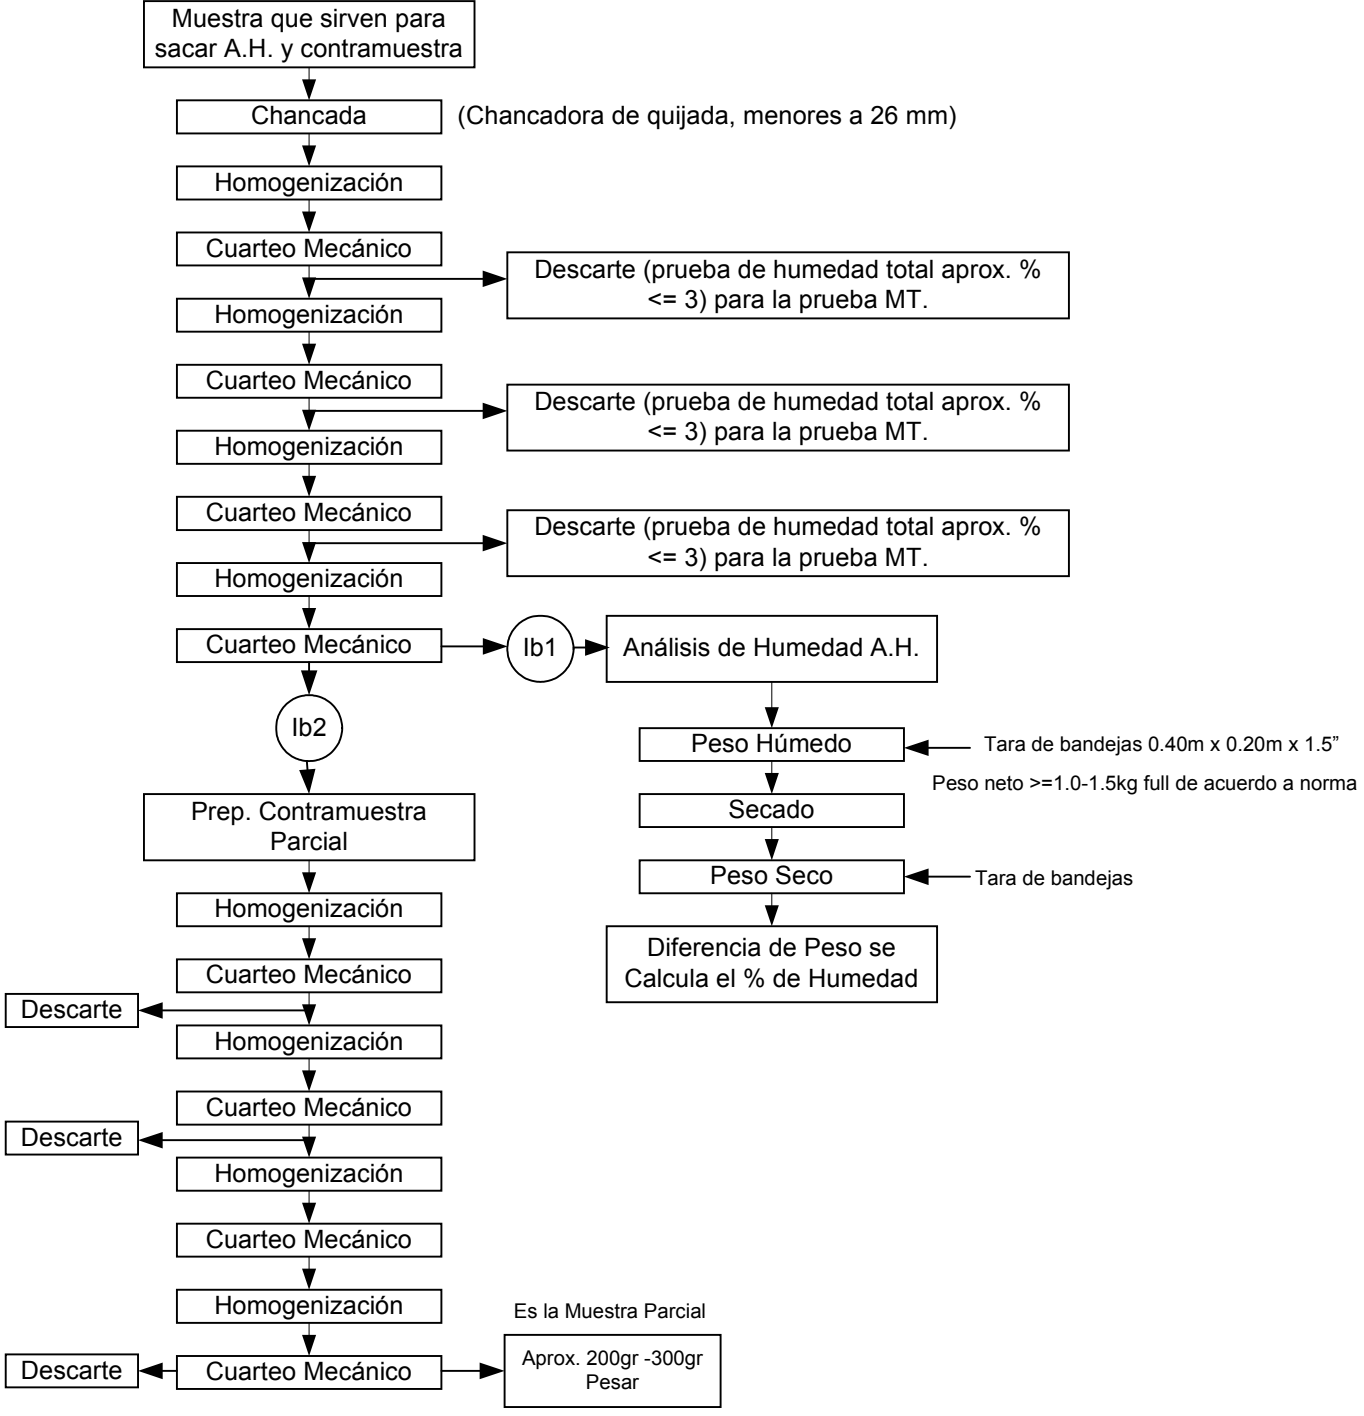 Muestra que sirven para
sacar A.H. y contramuestra
Chancada
(Chancadora de quijada, menores a 26 mm)
Homogenización
Cuarteo Mecánico
Descarte (prueba de humedad total aprox. %
<= 3) para la prueba MT.
Homogenización
Cuarteo Mecánico
Descarte (prueba de humedad total aprox. %
<= 3) para la prueba MT.
Homogenización
Cuarteo Mecánico
Descarte (prueba de humedad total aprox. %
<= 3) para la prueba MT.
Homogenización
Cuarteo Mecánico
Ib1
Análisis de Humedad A.H.
Ib2
Peso Húmedo
Tara de bandejas 0.40m x 0.20m x 1.5”
Peso neto >=1.0-1.5kg full de acuerdo a norma
Secado
Peso Seco
Tara de bandejas
Diferencia de Peso se
Calcula el % de Humedad
Prep. Contramuestra
Parcial
Homogenización
Cuarteo Mecánico
Descarte
Homogenización
Cuarteo Mecánico
Descarte
Homogenización
Cuarteo Mecánico
Homogenización
Es la Muestra Parcial
Descarte
Cuarteo Mecánico
Aprox. 200gr -300gr
Pesar